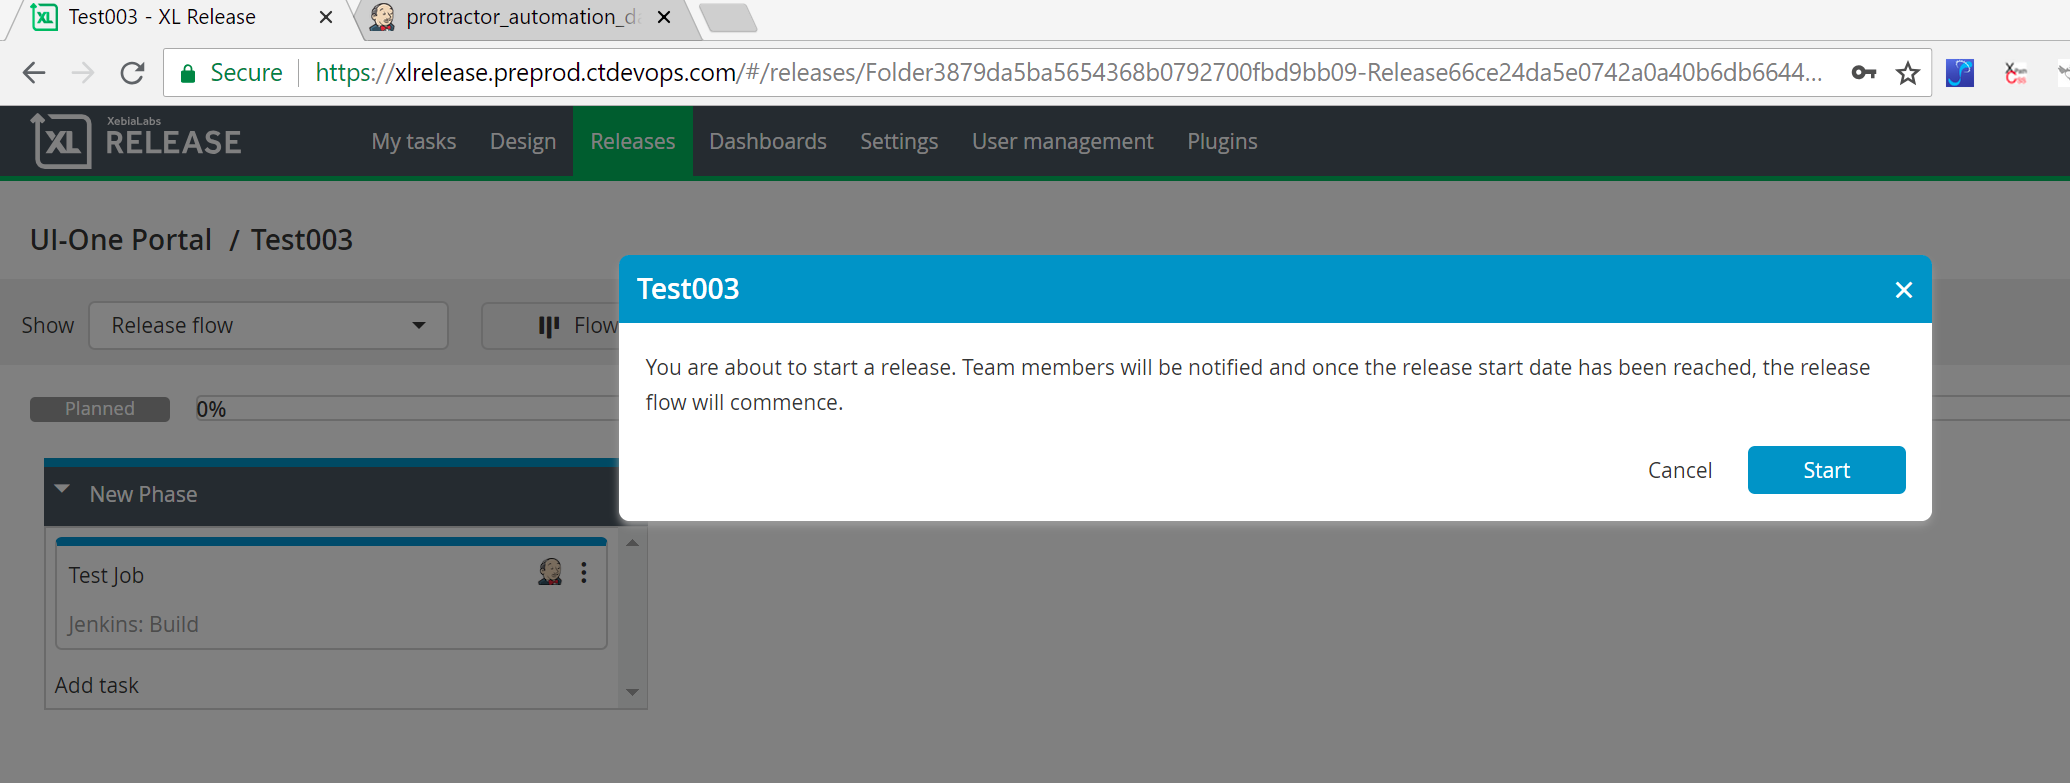 Test003 - XL Release
protractor_automation_da
Secure
https://xlrelease.preprod.ctdevops.com/#/releases/Folder3879da5ba5654368b0792700fbd9bb09-Release66ce24da5e0742a0a40b6db6644...
XL XebiaLabs RELEASE
My tasks Design Releases Dashboards Settings User management Plugins
UI-One Portal / Test003
Test003
Show Release flow Flow
You are about to start a release. Team members will be notified and once the release start date has been reached, the release
flow will commence.
Planned 0%
Cancel Start
New Phase
Test Job
Jenkins: Build
Add task